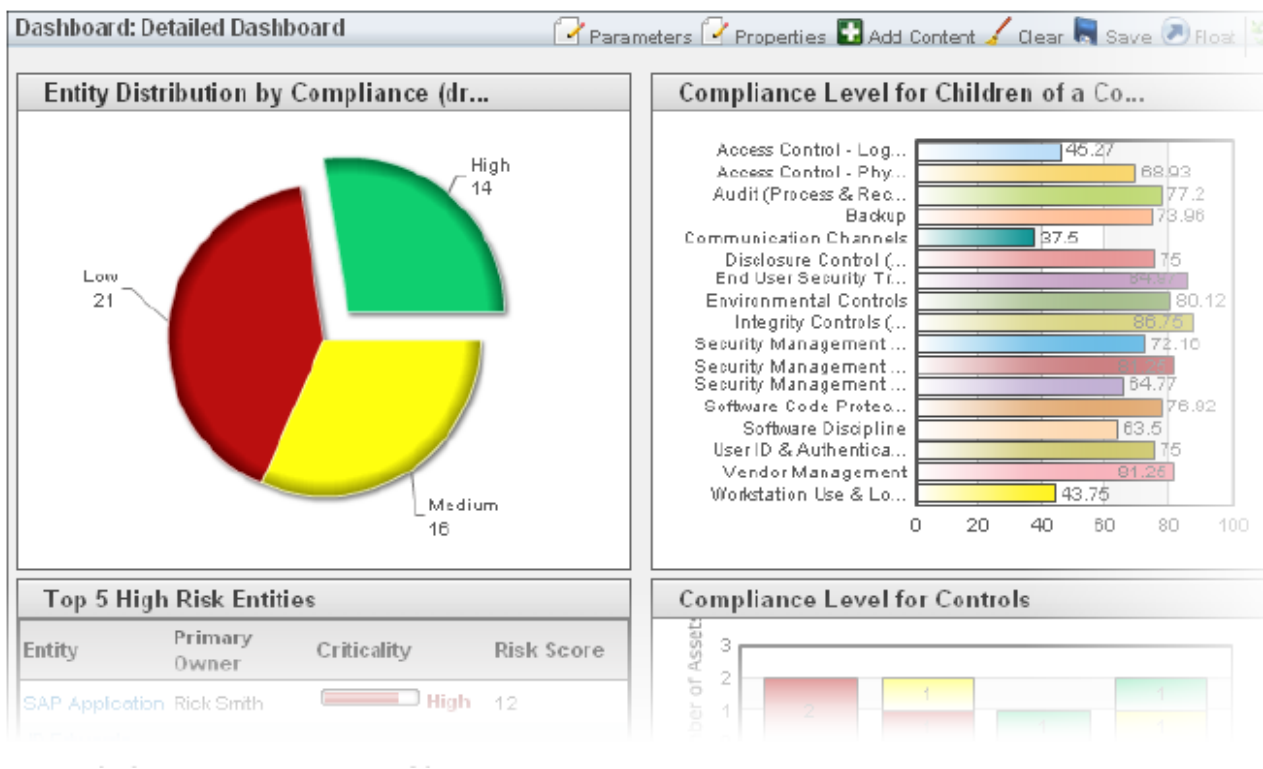 Dashboard: Detailed Dashboard
Parameters Properties Add Content Clear Save Float
Entity Distribution by Compliance (dr...
High
14
Low
21
Medium
16
Compliance Level for Children of a Co...
Access Control - Log... 45.27
Access Control - Phy... 68.93
Audit (Process & Rec... 77.2
Backup 73.96
Communication Channels 37.5
Disclosure Control (... 75
End User Security Tr...
Environmental Controls 80.12
Integrity Controls (... 86.75
Security Management ... 72.10
Security Management ...
Security Management ... 64.77
Software Code Protec... 76.92
Software Discipline 63.5
User ID & Authentica... 75
Vendor Management 81.25
Workstation Use & Lo... 43.75
0 20 40 60 80 100
Top 5 High Risk Entities
Entity Primary Owner Criticality Risk Score
SAP Application Rick Smith High 12
Compliance Level for Controls
of Assets
3
2
1
2 1 1 1 1 1